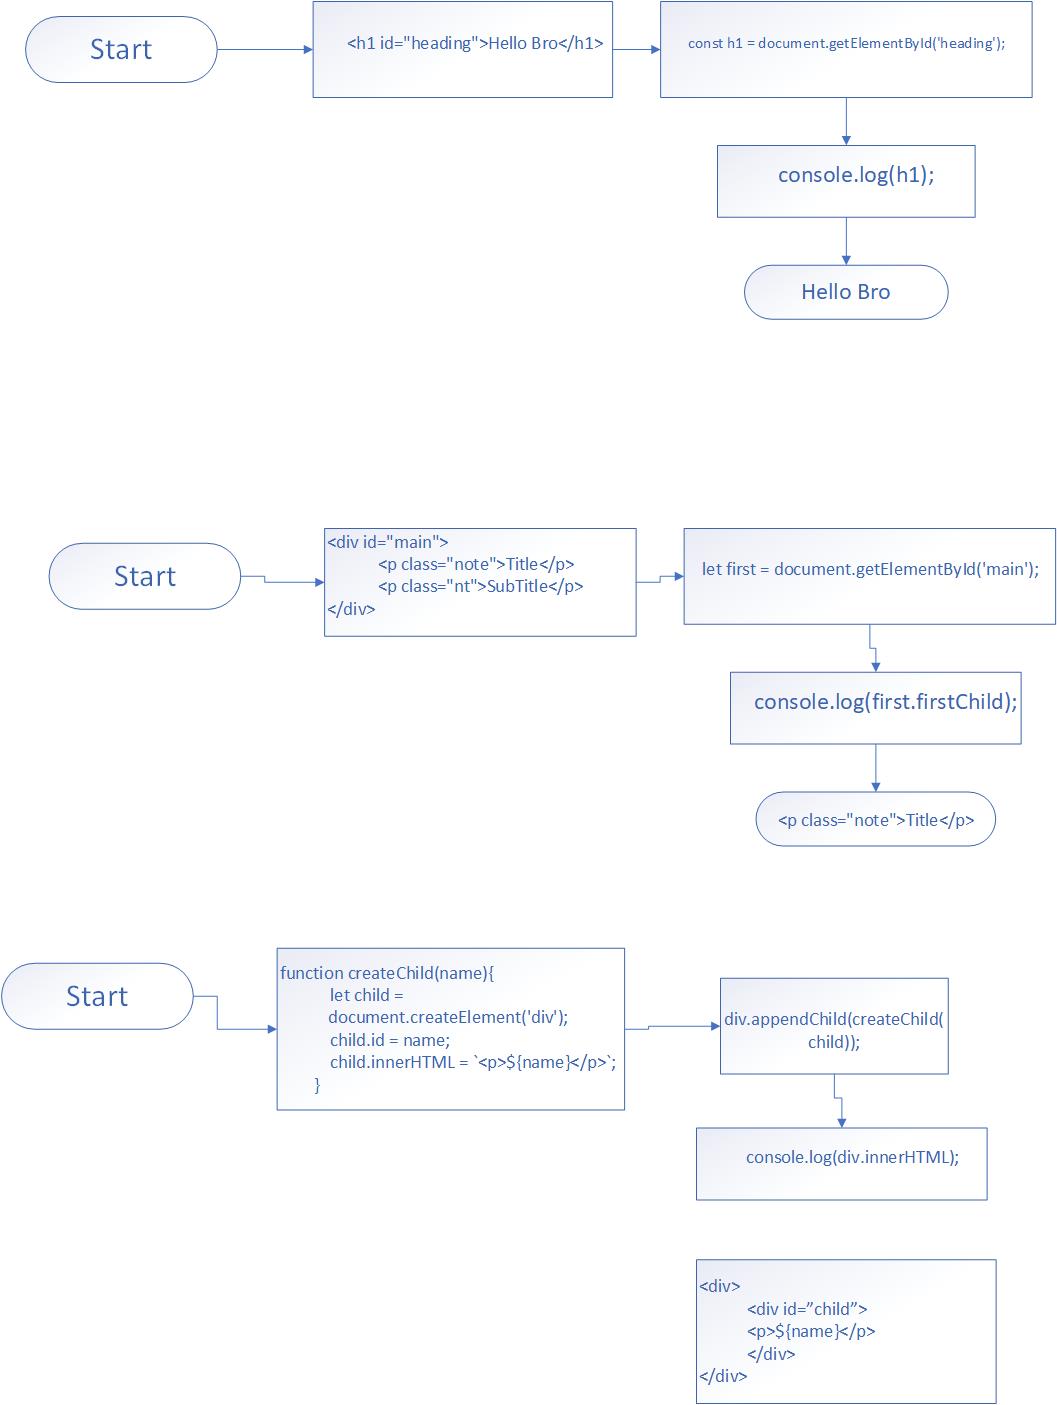 Start
<h1 id="heading">Hello Bro</h1>
const h1 = document.getElementById('heading');
console.log(h1);
Hello Bro
Start
<div id="main">
<p class="note">Title</p>
<p class="nt">SubTitle</p>
</div>
let first = document.getElementById('main');
console.log(first.firstChild);
<p class="note">Title</p>
Start
function createChild(name){
let child =
document.createElement('div');
child.id = name;
child.innerHTML = `<p>${name}</p>`;
}
div.appendChild(createChild(
child));
console.log(div.innerHTML);
<div>
<div id=”child”>
<p>${name}</p>
</div>
</div>